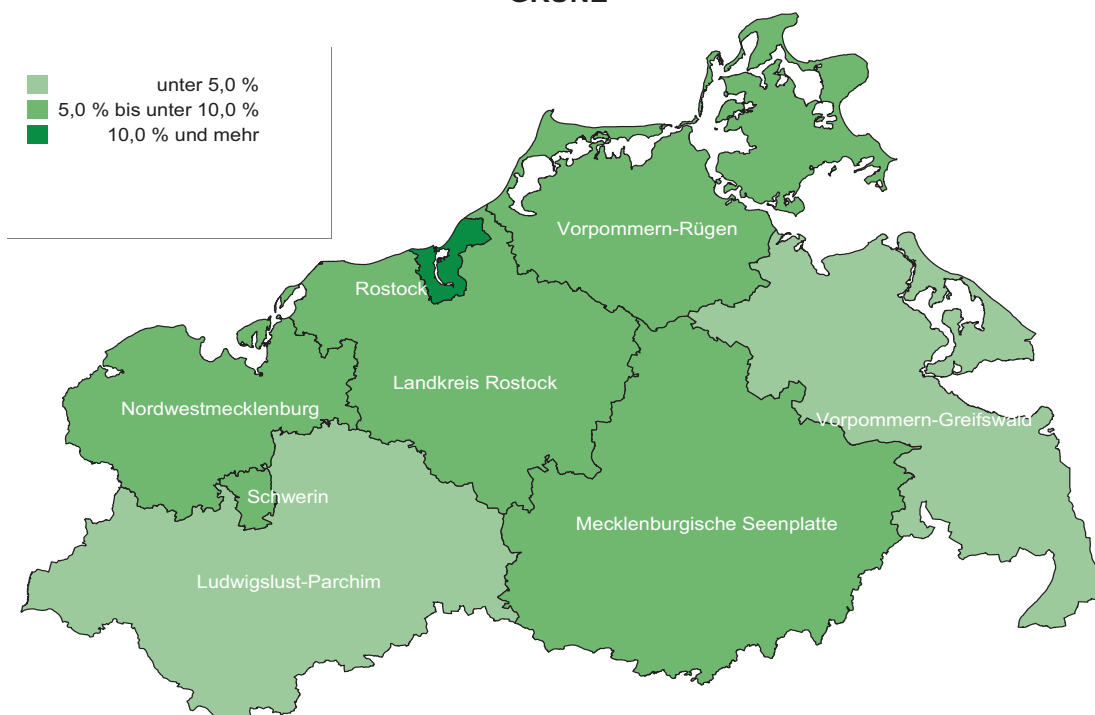 GRÜNE
unter 5,0 %
5,0 % bis unter 10,0 %
10,0 % und mehr
Vorpommern-Rügen
Rostock
Landkreis Rostock
Nordwestmecklenburg
Vorpommern-Greifswald
Schwerin
Mecklenburgische Seenplatte
Ludwigslust-Parchim